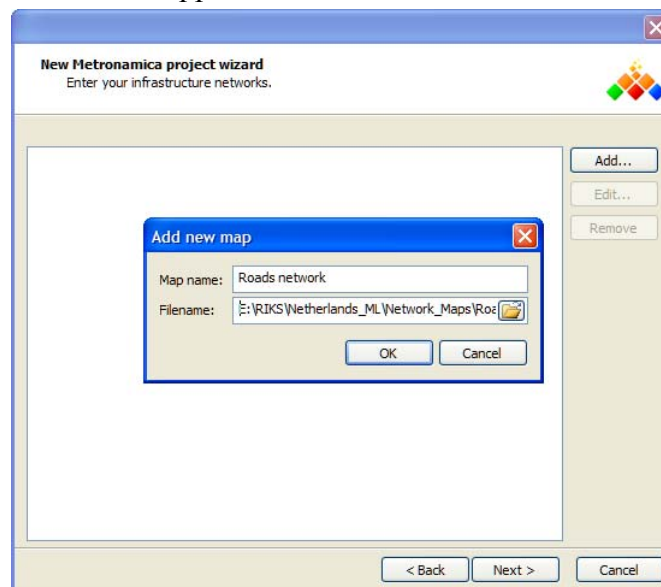 New Metronamica project wizard
Enter your infrastructure networks.
Add...
Edit...
Remove
Add new map
Map name: Roads network
Filename: E:\RIKS\Netherlands_ML\Network_Maps\Roa
OK Cancel
< Back Next > Cancel